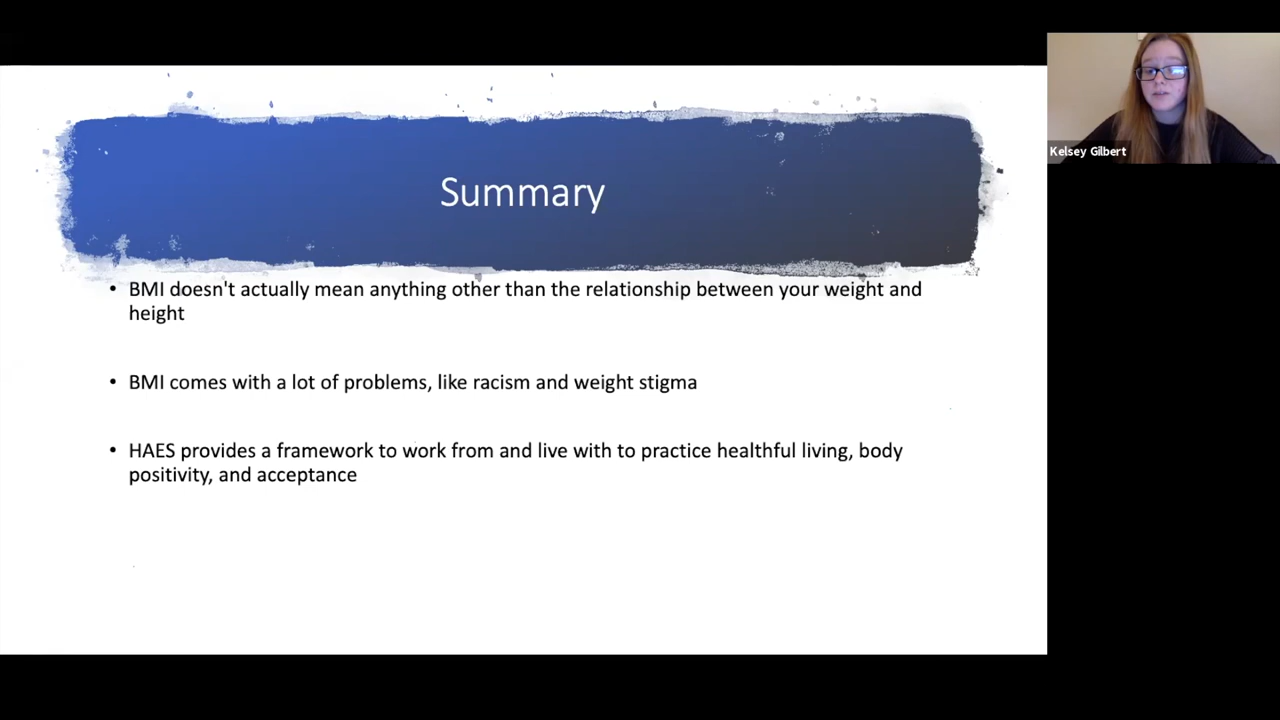 Summary
• BMI doesn't actually mean anything other than the relationship between your weight and
height
• BMI comes with a lot of problems, like racism and weight stigma
• HAES provides a framework to work from and live with to practice healthful living, body
positivity, and acceptance
Kelsey Gilbert